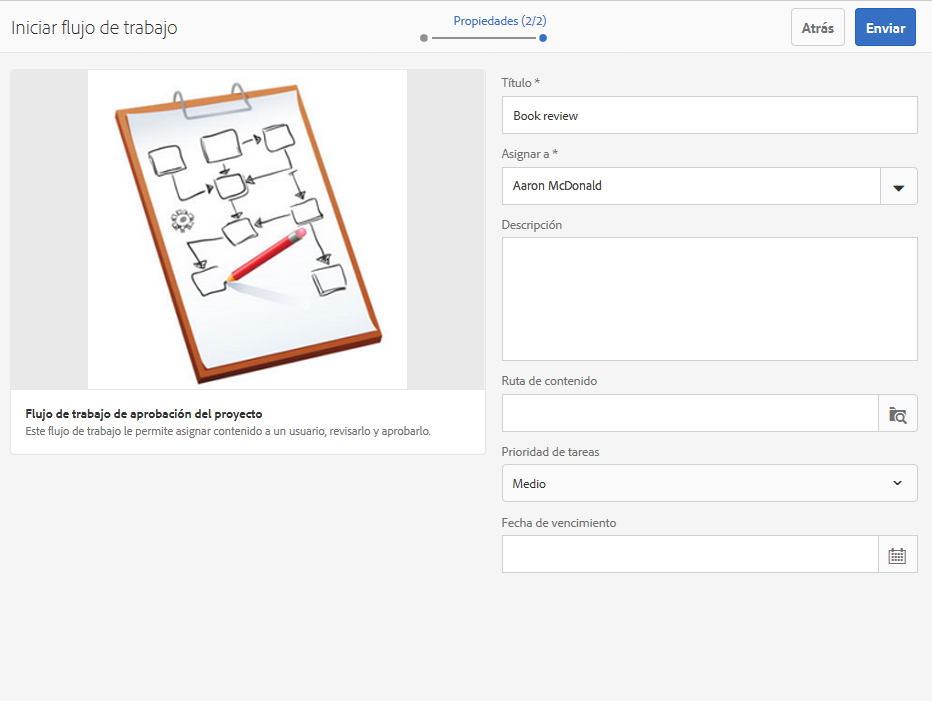 Iniciar flujo de trabajo
Propiedades (2/2)
Atrás
Enviar
Título *
Book review
Asignar a *
Aaron McDonald
Descripción
Ruta de contenido
Prioridad de tareas
Medio
Fecha de vencimiento
Flujo de trabajo de aprobación del proyecto
Este flujo de trabajo le permite asignar contenido a un usuario, revisarlo y aprobarlo.